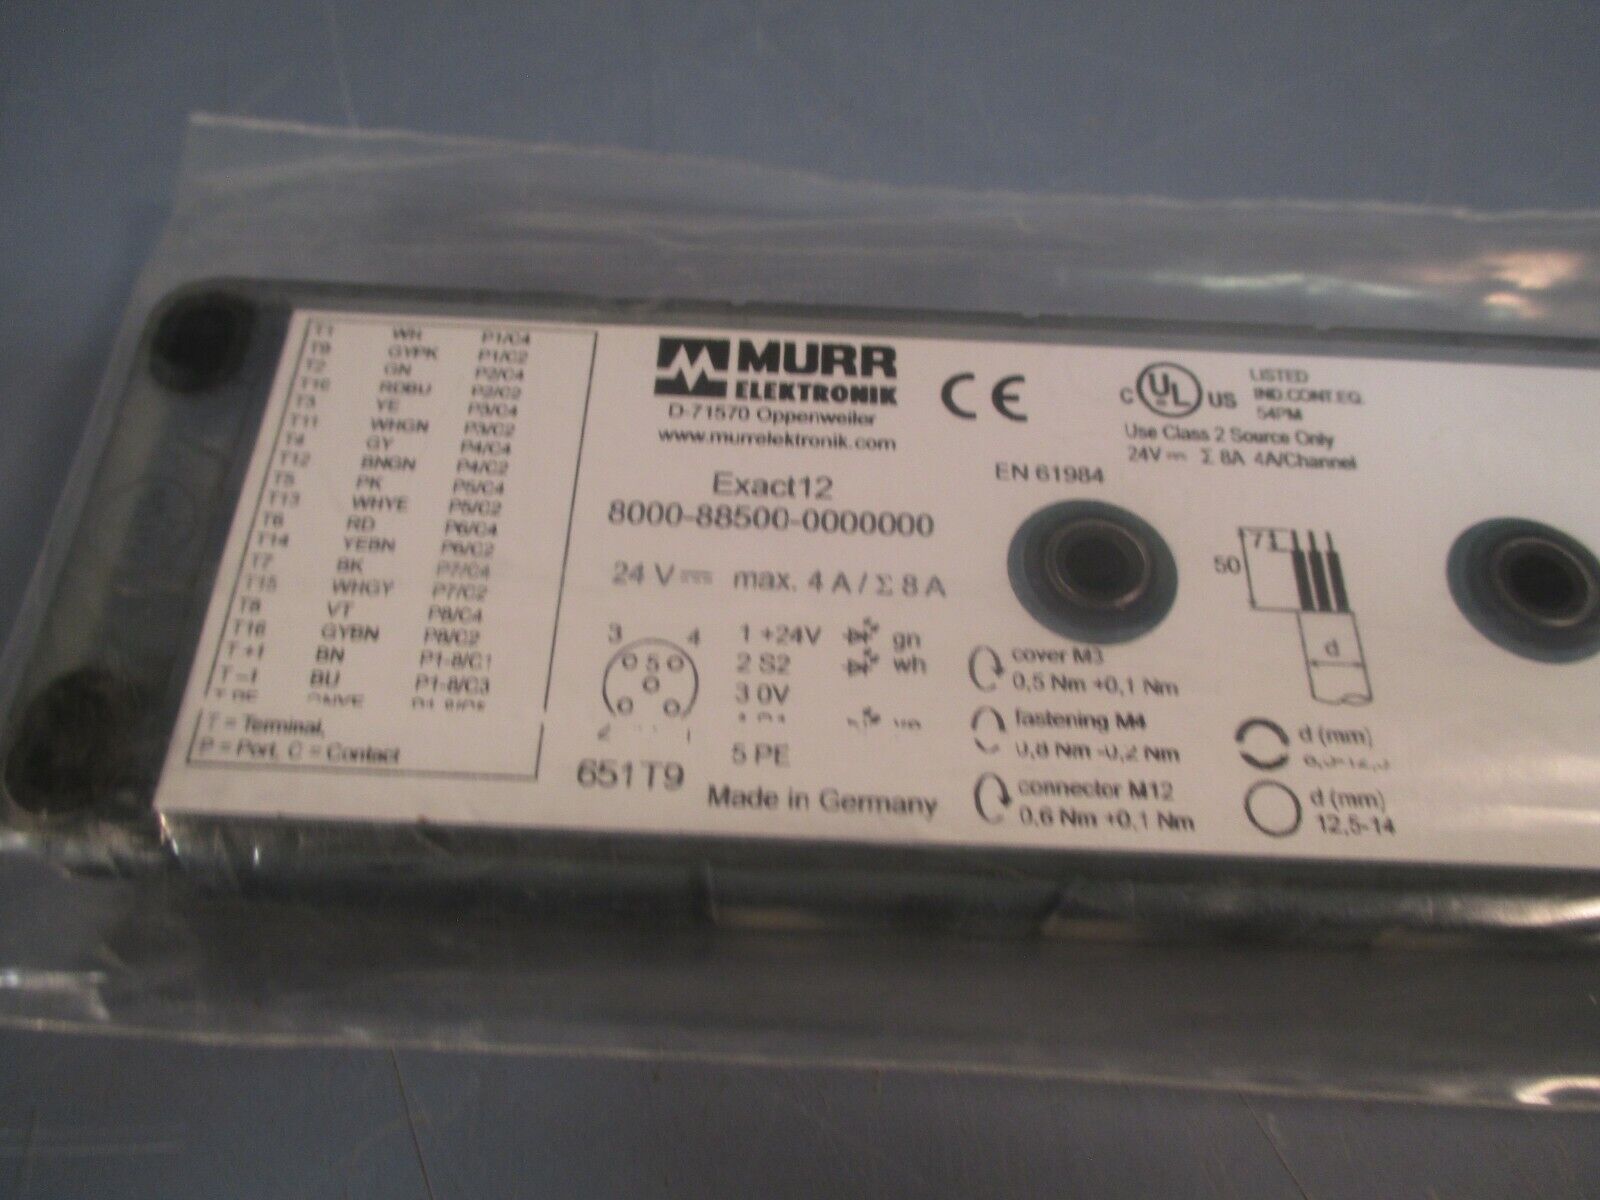 T1 WH P1/C4
T9 GYPK P1/C2
T2 GN P2/C4
T10 RDBU P2/C2
T3 YE P3/C4
T11 WHGN P3/C2
T4 GY P4/C4
T12 BNGN P4/C2
T5 PK P5/C4
T13 WHYE P5/C2
T6 RD P6/C4
T14 YEBN P6/C2
T7 BK P7/C4
T15 WHGY P7/C2
T8 VT P8/C4
T16 GYBN P8/C2
BN P1-8/C1
BU P1-8/C3
T = Terminal,
P = Port, C = Contact
MURR
ELEKTRONIK
D-71570 Oppenweiler
www.murrelektronik.com
Exact12
8000-88500-0000000
24 V max. 4 A / Σ 8 A
3 4
5
2 1
651T9
1 +24V gn
2 S2 wh
3 0V
5 PE
Made in Germany
CE
EN 61984
C UL US
LISTED
IND.CONT.EQ.
54PM
Use Class 2 Source Only
24V Σ 8A 4A/Channel
cover M3
0,5 Nm +0,1 Nm
fastening M4
0,8 Nm -0,2 Nm
connector M12
0,6 Nm +0,1 Nm
7
50
d
d (mm)
d (mm)
12,5-14